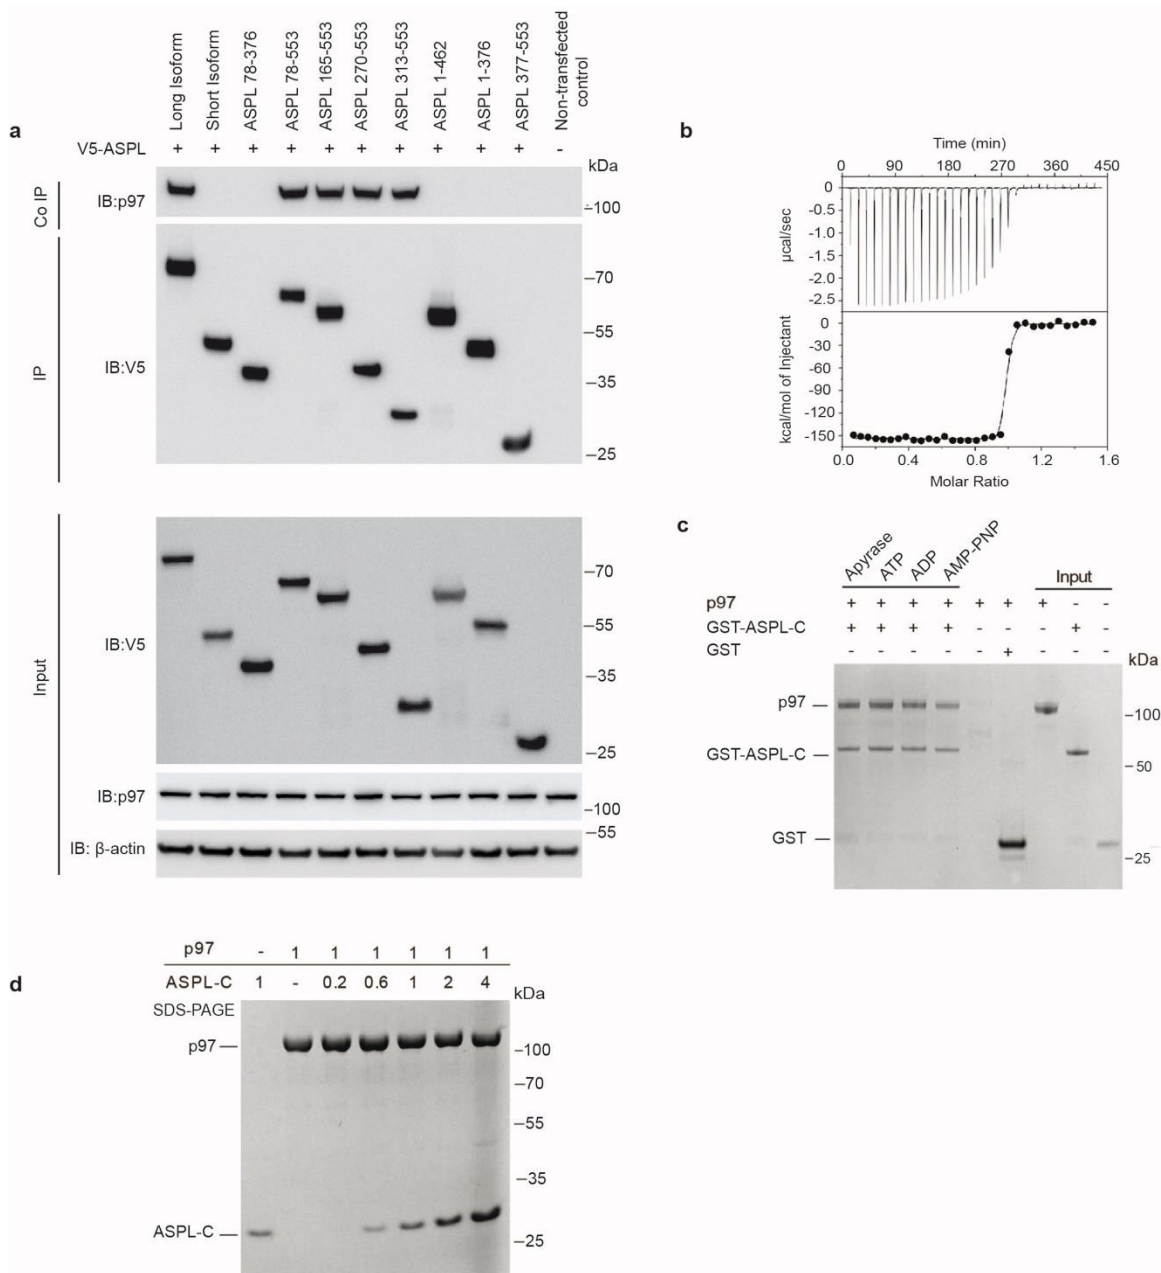 a
Long Isoform
Short Isoform
ASPL 78-376
ASPL 78-553
ASPL 165-553
ASPL 270-553
ASPL 313-553
ASPL 1-462
ASPL 1-376
ASPL 377-553
Non-transfected
control
V5-ASPL + + + + + + + + + + -
kDa
Co IP
IB:p97
–100
IP
IB:V5
–70
–55
–35
–25
Input
IB:V5
–70
–55
–35
–25
IB:p97
–100
–55
IB: β-actin
b
Time (min)
0 90 180 270 360 450
µcal/sec
0
-0.5
-1.0
-1.5
-2.0
-2.5
kcal/mol of Injectant
0
-30
-60
-90
-120
-150
0.0 0.4 0.8 1.2 1.6
Molar Ratio
c
Apyrase
ATP
ADP
AMP-PNP
Input
p97 + + + + + + + - -
GST-ASPL-C + + + + - - - + -
GST - - - - - + - - -
kDa
p97
–100
GST-ASPL-C
–50
GST
–25
d
p97 - 1 1 1 1 1 1
ASPL-C 1 - 0.2 0.6 1 2 4
kDa
SDS-PAGE
p97
–100
–70
–55
–35
ASPL-C
–25